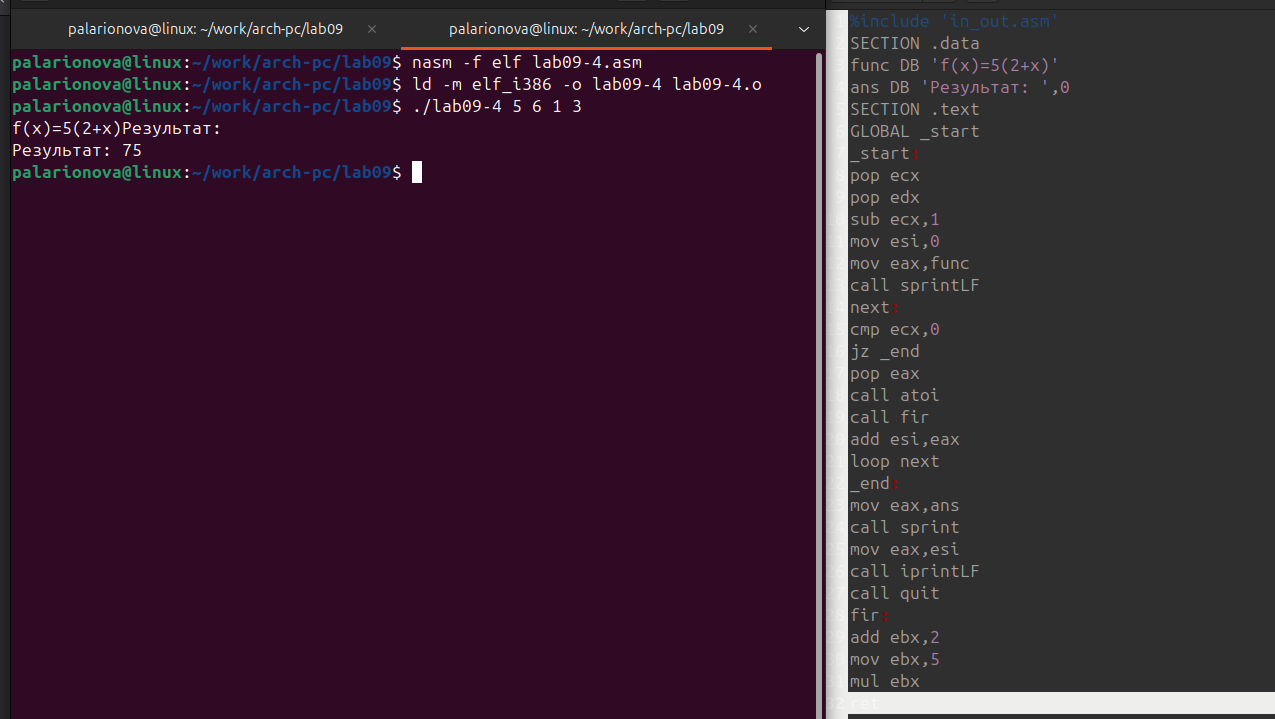 palarionova@linux: ~/work/arch-pc/lab09
palarionova@linux: ~/work/arch-pc/lab09
palarionova@linux:~/work/arch-pc/lab09$ nasm -f elf lab09-4.asm
palarionova@linux:~/work/arch-pc/lab09$ ld -m elf_i386 -o lab09-4 lab09-4.o
palarionova@linux:~/work/arch-pc/lab09$ ./lab09-4 5 6 1 3
f(x)=5(2+x)Результат:
Результат: 75
palarionova@linux:~/work/arch-pc/lab09$
%include 'in_out.asm'
SECTION .data
func DB 'f(x)=5(2+x)'
ans DB 'Результат: ',0
SECTION .text
GLOBAL _start
_start:
pop ecx
pop edx
sub ecx,1
mov esi,0
mov eax,func
call sprintLF
next:
cmp ecx,0
jz _end
pop eax
call atoi
call fir
add esi,eax
loop next
_end:
mov eax,ans
call sprint
mov eax,esi
call iprintLF
call quit
fir:
add ebx,2
mov ebx,5
mul ebx
ret